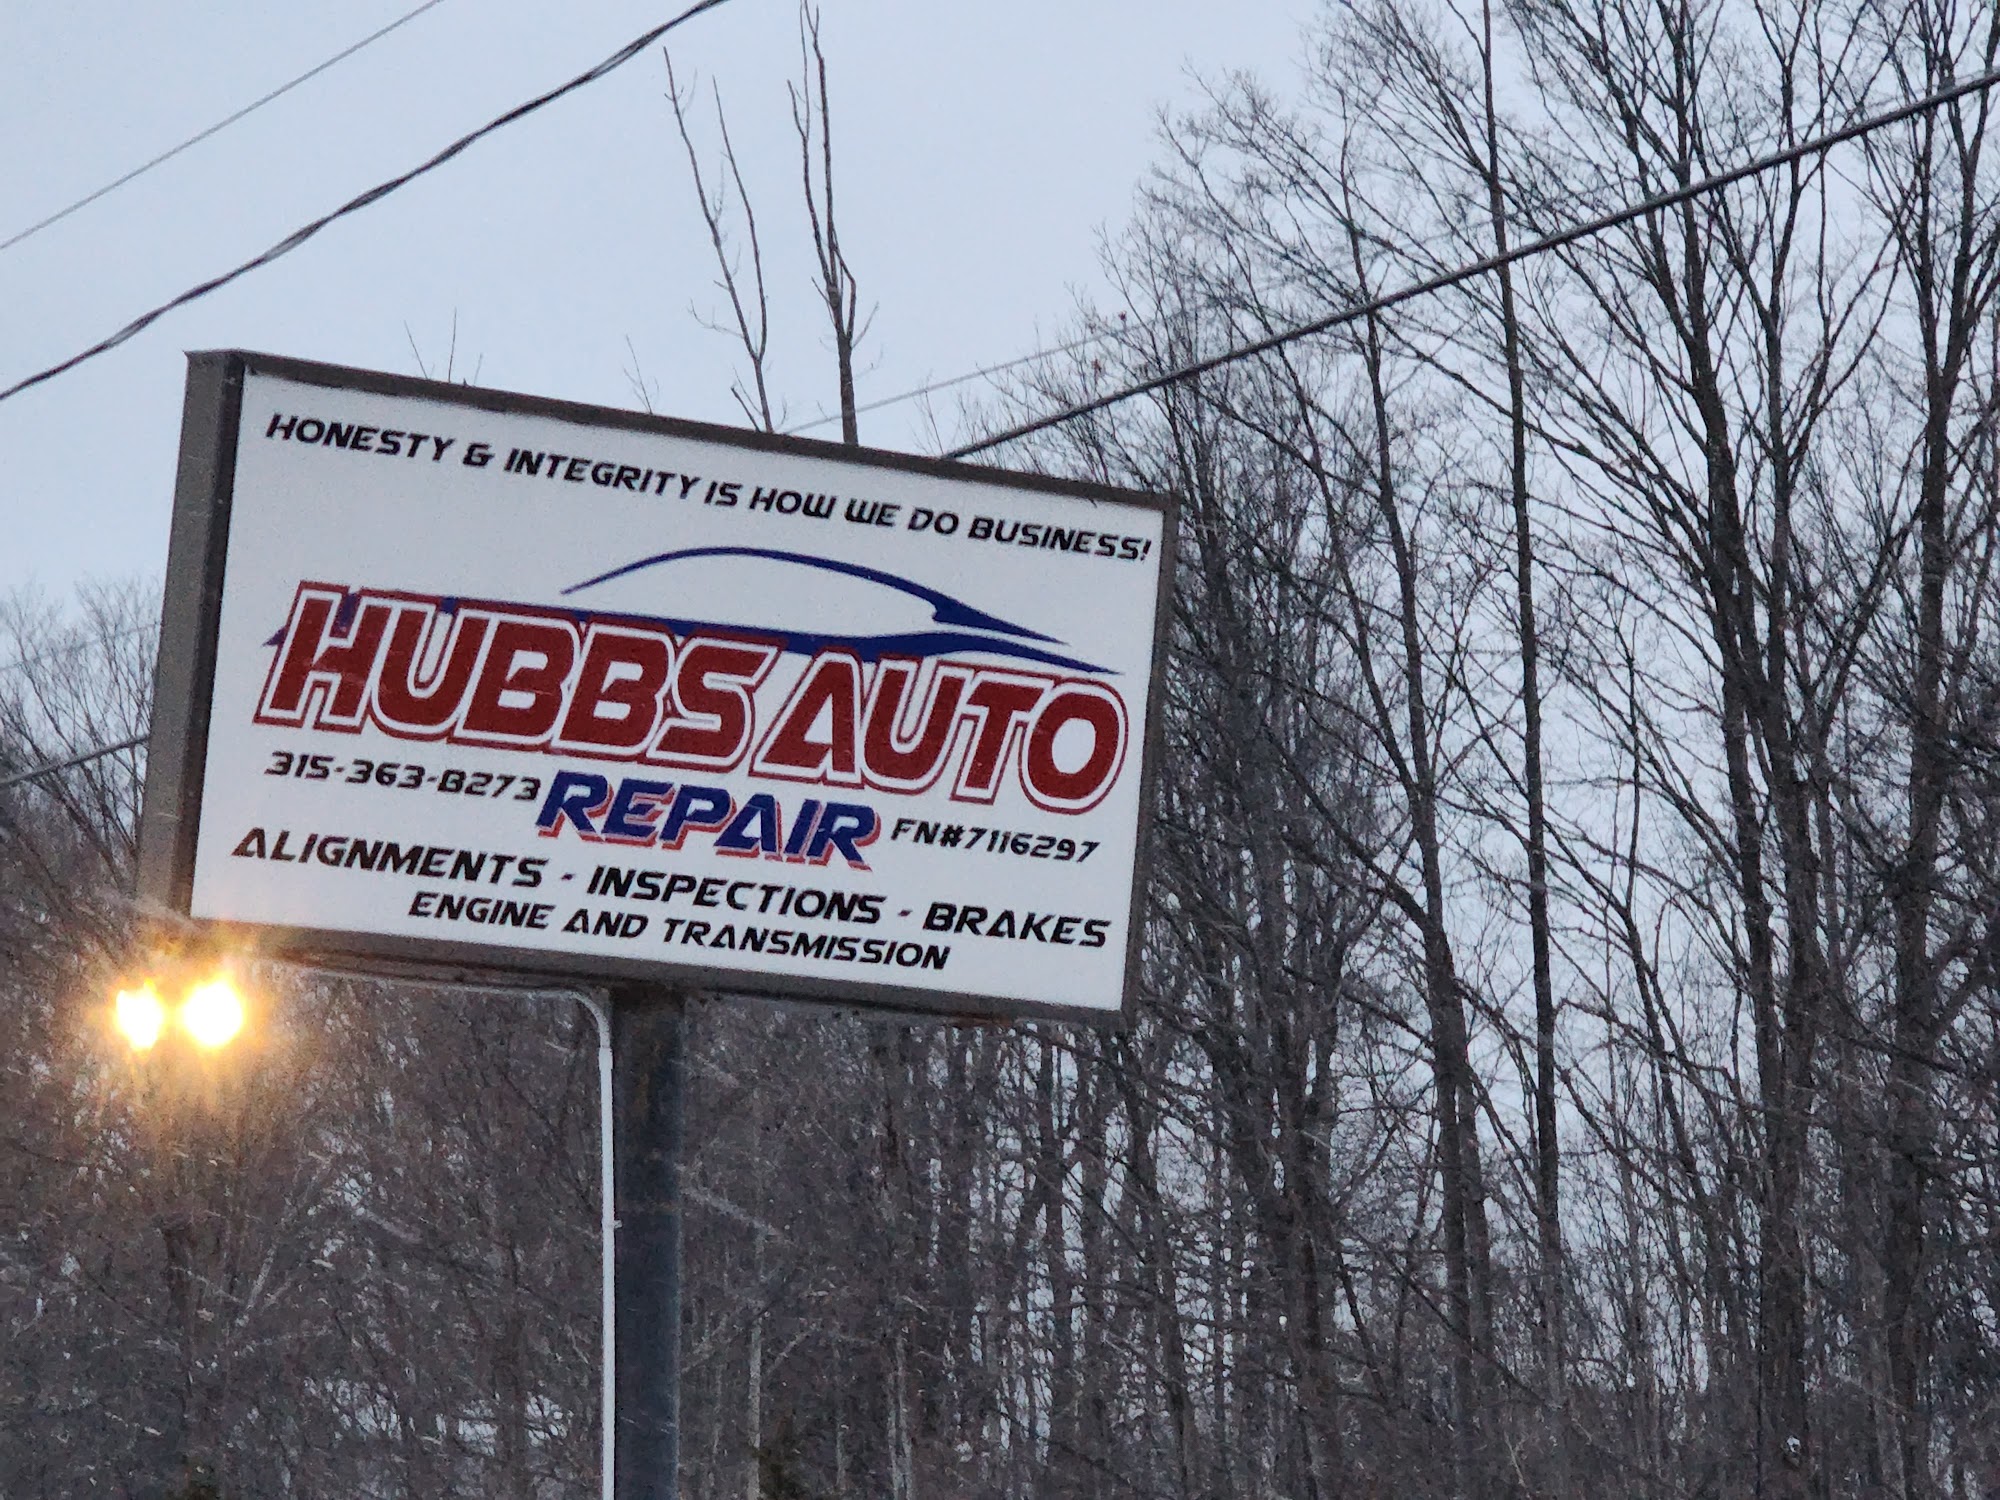 HONESTY & INTEGRITY IS HOW WE DO BUSINESS!
HUBBS AUTO
315-363-8273 REPAIR FN#7116297
ALIGNMENTS - INSPECTIONS - BRAKES
ENGINE AND TRANSMISSION